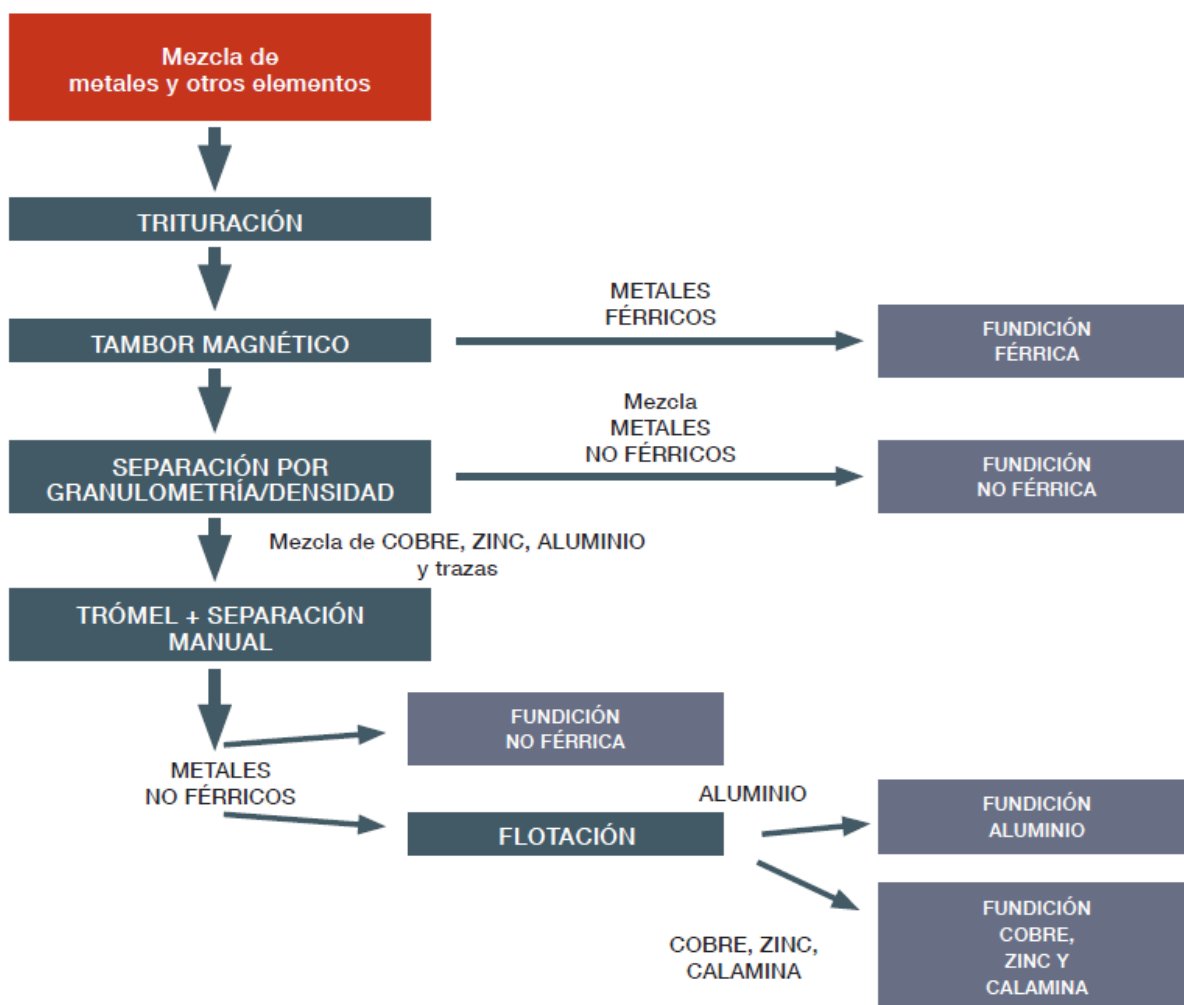 Mezcla de
metales y otros elementos
TRITURACIÓN
TAMBOR MAGNÉTICO
METALES
FÉRRICOS
FUNDICIÓN
FÉRRICA
SEPARACIÓN POR
GRANULOMETRÍA/DENSIDAD
Mezcla
METALES
NO FÉRRICOS
FUNDICIÓN
NO FÉRRICA
Mezcla de COBRE, ZINC, ALUMINIO
y trazas
TRÓMEL + SEPARACIÓN
MANUAL
METALES
NO FÉRRICOS
FUNDICIÓN
NO FÉRRICA
FLOTACIÓN
ALUMINIO
FUNDICIÓN
ALUMINIO
COBRE, ZINC,
CALAMINA
FUNDICIÓN
COBRE,
ZINC Y
CALAMINA